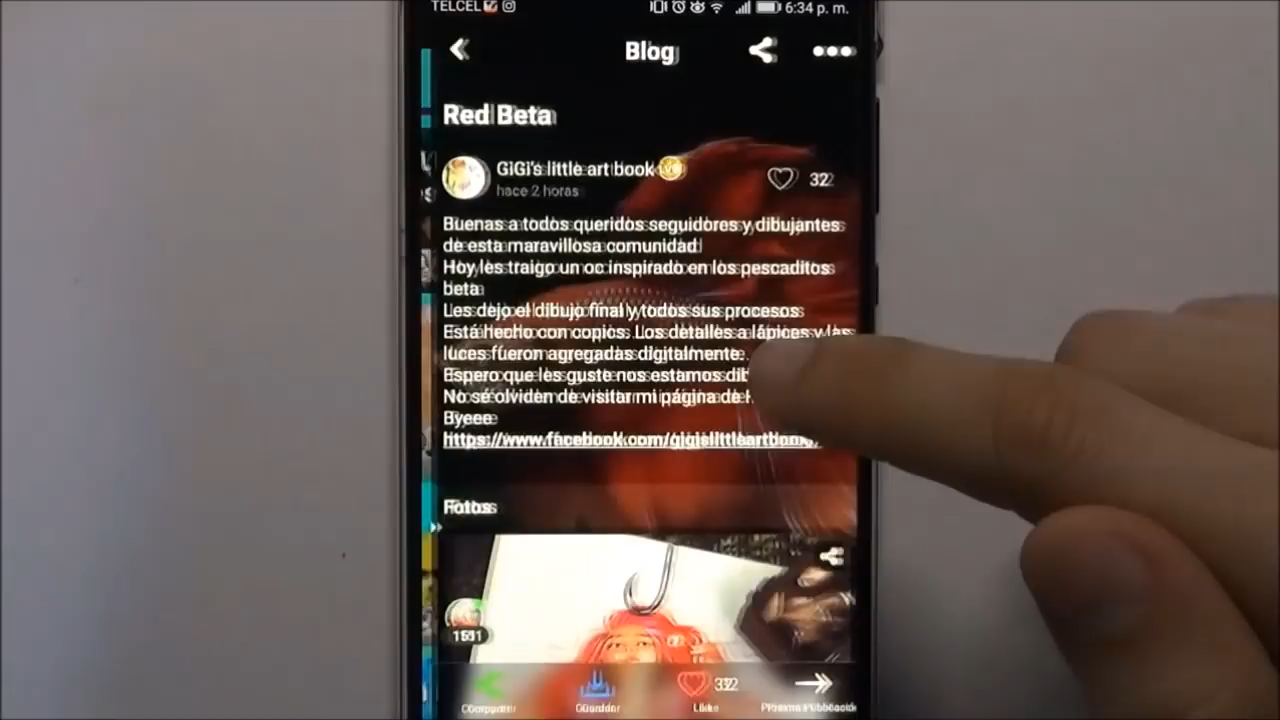 TELCEL 6:34 p. m.
Blog
Red Beta
GiGi's little art book
32
hace 2 horas
Buenas a todos queridos seguidores y dibujantes
de esta maravillosa comunidad
Hoy les traigo un oc inspirado en los pescaditos
beta
Les dejo el dibujo final y todos sus procesos
Está hecho con copics. Los detalles a lápices y las
luces fueron agregadas digitalmente.
Espero que les guste nos estamos
No sé olviden de visitar mi página de
Byeee
https://www.facebook.com/gigislittleartbook/
Fotos
Compartir Guardar Like 332 Próxima Publicación